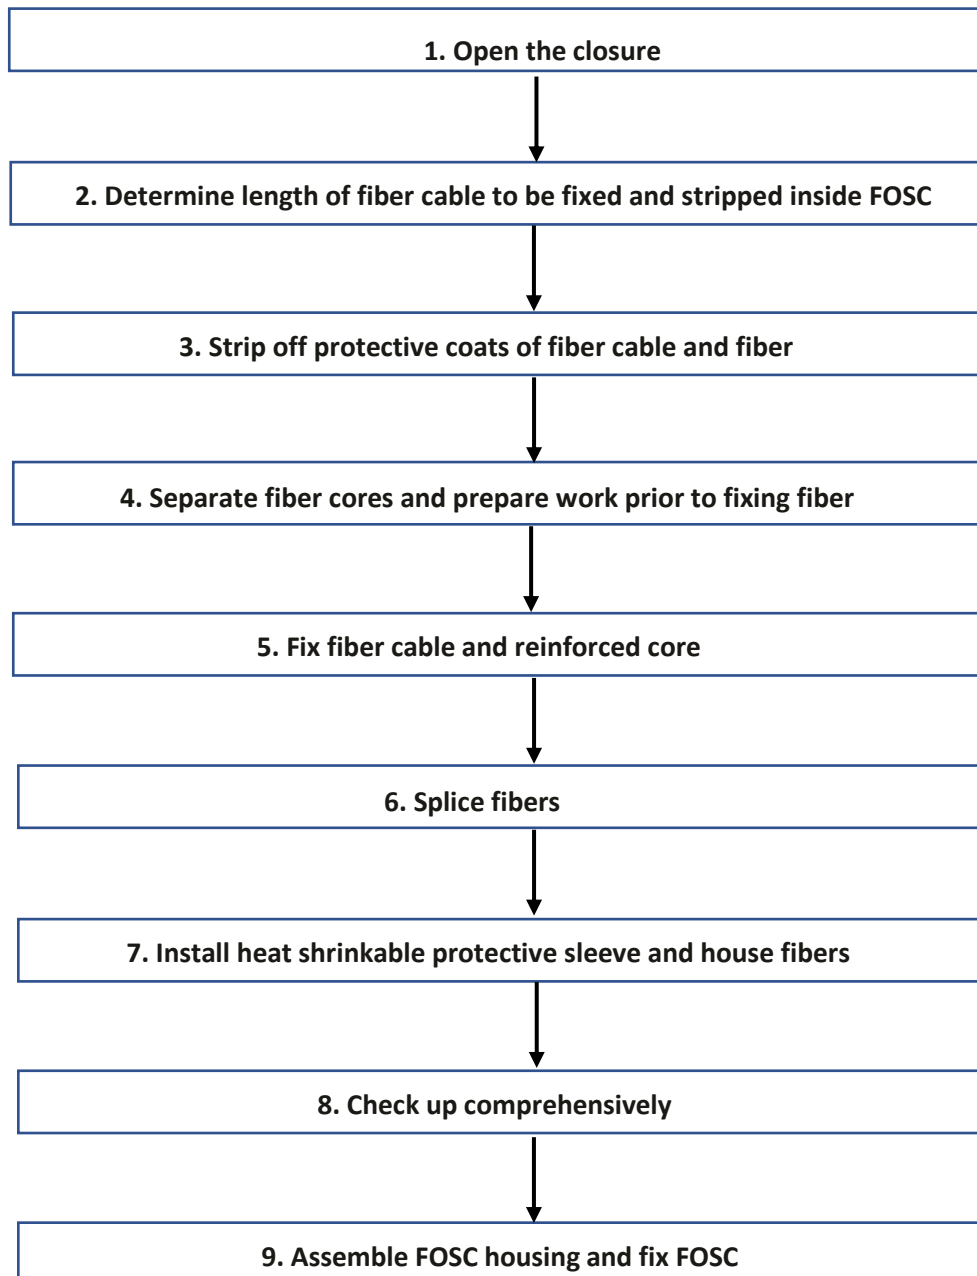 1. Open the closure
2. Determine length of fiber cable to be fixed and stripped inside FOSC
3. Strip off protective coats of fiber cable and fiber
4. Separate fiber cores and prepare work prior to fixing fiber
5. Fix fiber cable and reinforced core
6. Splice fibers
7. Install heat shrinkable protective sleeve and house fibers
8. Check up comprehensively
9. Assemble FOSC housing and fix FOSC